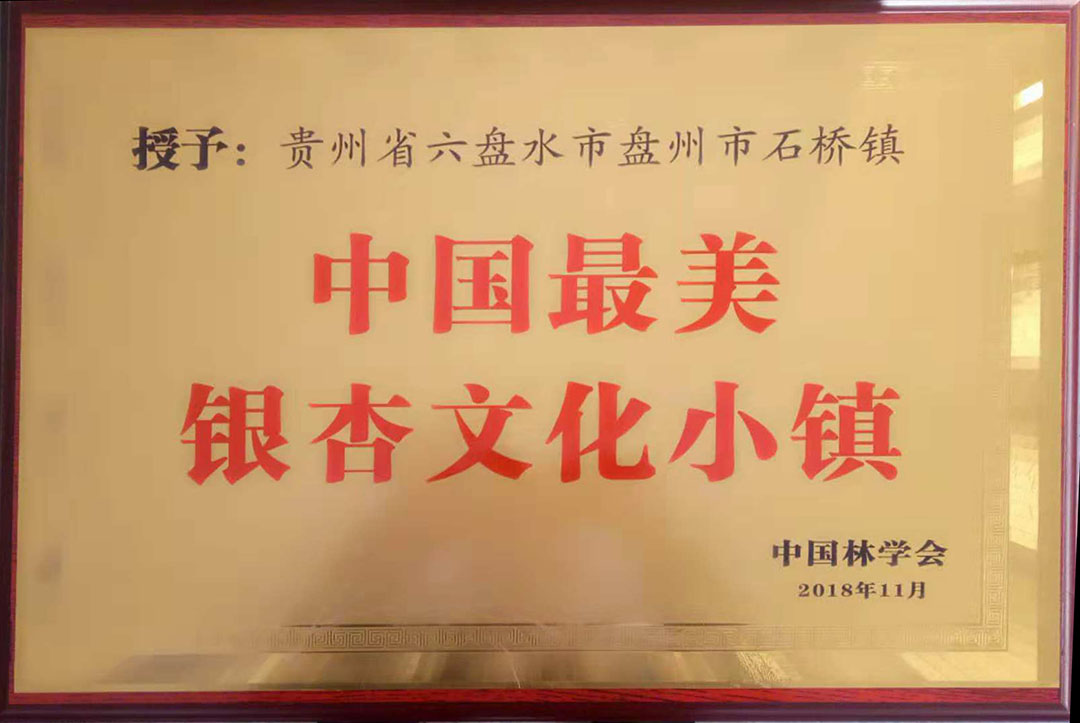 授予：贵州省六盘水市盘州市石桥镇
中国最美
银杏文化小镇
中国林学会
2018年11月